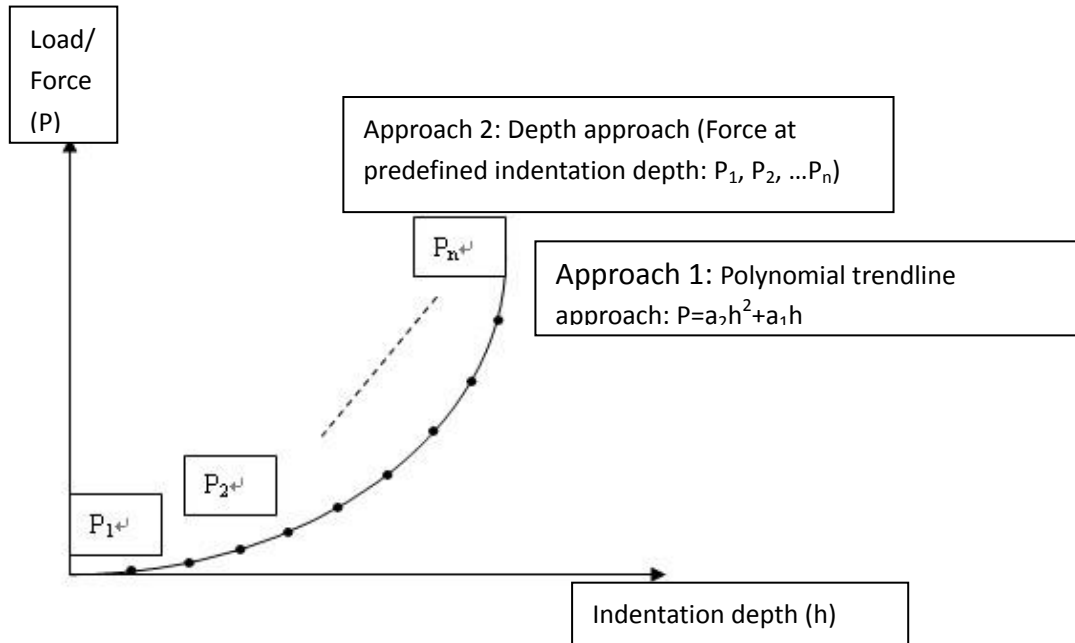 Load/
Force
(P)
Approach 2: Depth approach (Force at
predefined indentation depth: P₁, P₂, …Pₙ)
Pₙ↵
Approach 1: Polynomial trendline
approach: P=a₂h²+a₁h
P₂↵
P₁↵
Indentation depth (h)